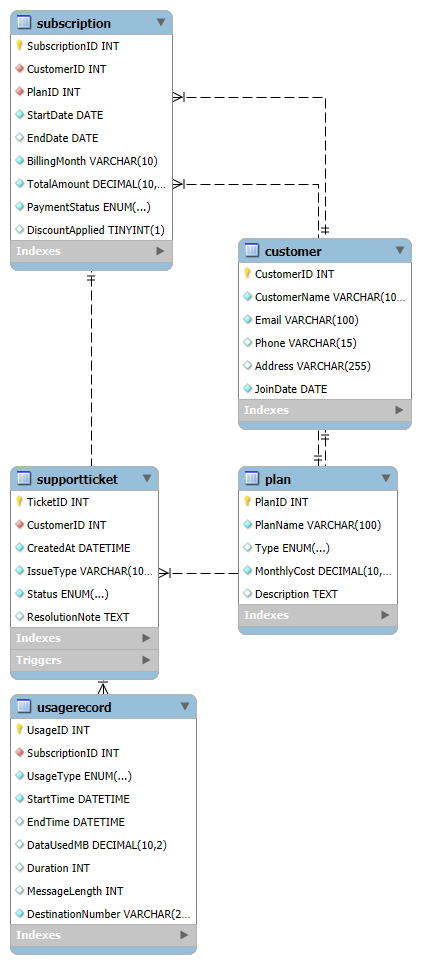 subscription
SubscriptionID INT
CustomerID INT
PlanID INT
StartDate DATE
EndDate DATE
BillingMonth VARCHAR(10)
TotalAmount DECIMAL(10,...
PaymentStatus ENUM(...)
DiscountApplied TINYINT(1)
Indexes
customer
CustomerID INT
CustomerName VARCHAR(10...
Email VARCHAR(100)
Phone VARCHAR(15)
Address VARCHAR(255)
JoinDate DATE
Indexes
supportticket
TicketID INT
CustomerID INT
CreatedAt DATETIME
IssueType VARCHAR(10...
Status ENUM(...)
ResolutionNote TEXT
Indexes
Triggers
plan
PlanID INT
PlanName VARCHAR(100)
Type ENUM(...)
MonthlyCost DECIMAL(10,...
Description TEXT
Indexes
usagerecord
UsageID INT
SubscriptionID INT
UsageType ENUM(...)
StartTime DATETIME
EndTime DATETIME
DataUsedMB DECIMAL(10,2)
Duration INT
MessageLength INT
DestinationNumber VARCHAR(2...
Indexes